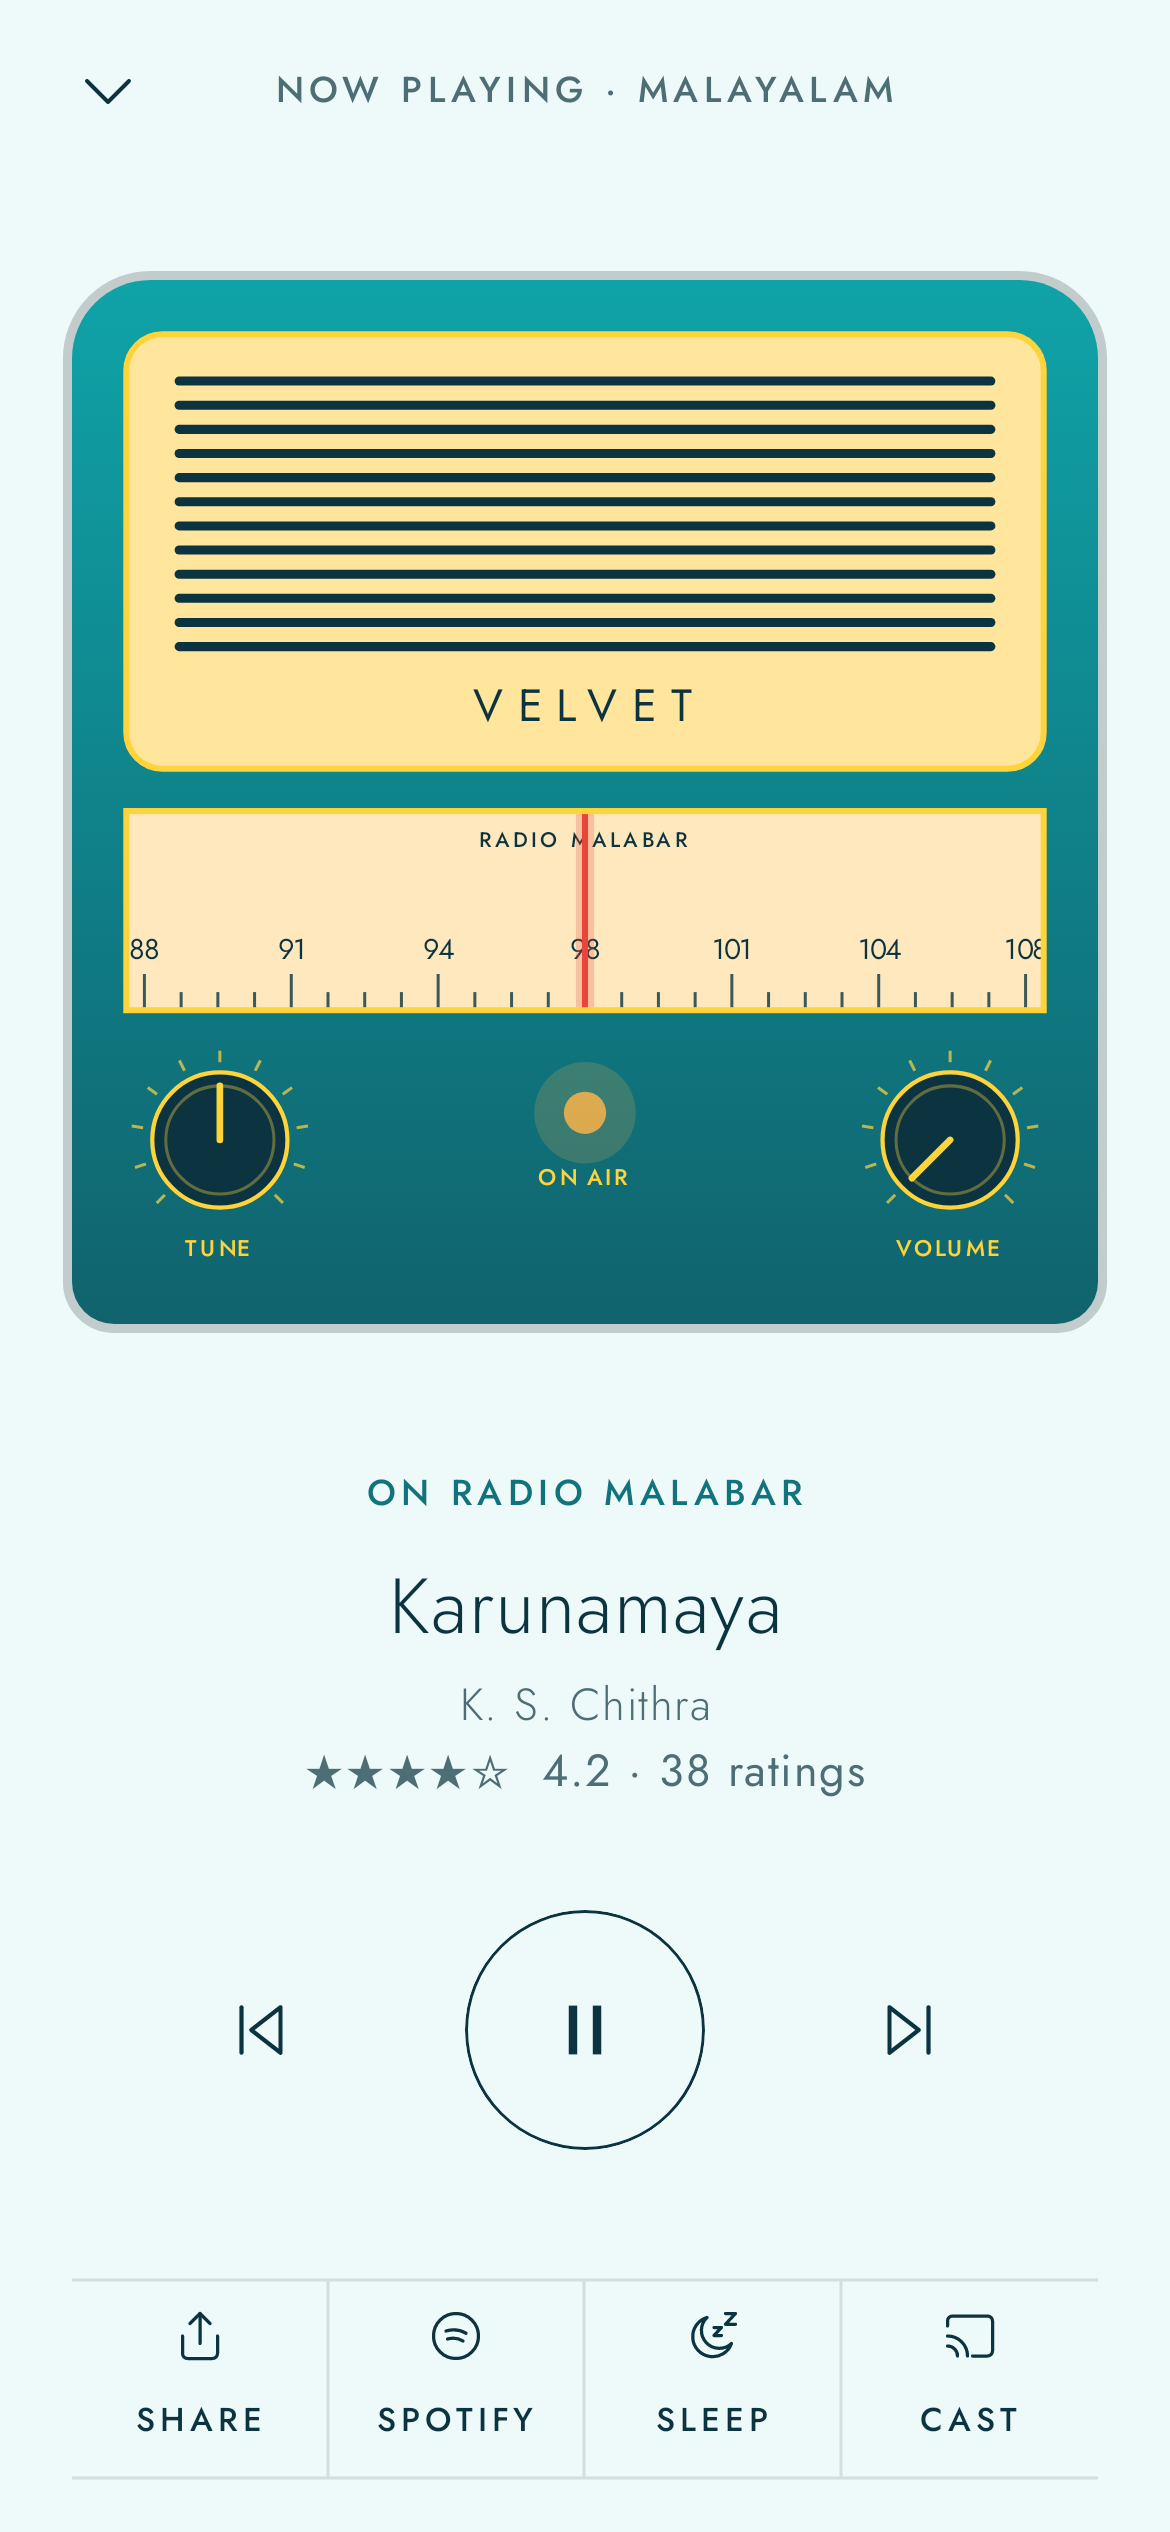 NOW PLAYING · MALAYALAM
VELVET
RADIO MALABAR
88 91 94 98 101 104 108
ON AIR
TUNE VOLUME
ON RADIO MALABAR
Karunamaya
K. S. Chithra
★★★★☆ 4.2 · 38 ratings
SHARE SPOTIFY SLEEP CAST